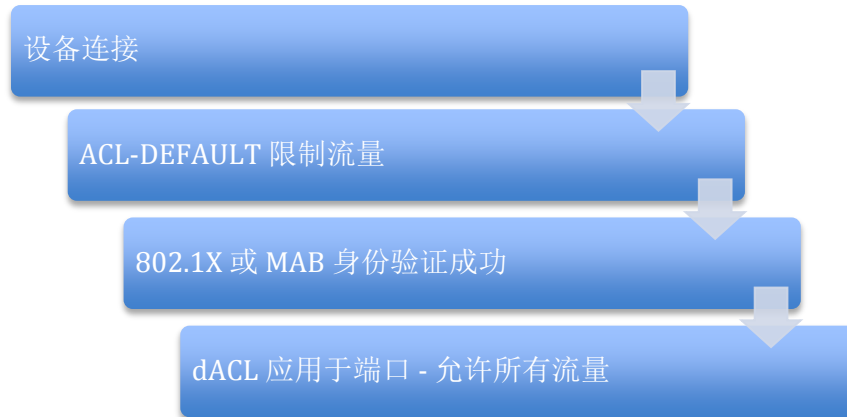 设备连接
ACL-DEFAULT 限制流量
802.1X 或 MAB 身份验证成功
dACL 应用于端口 - 允许所有流量